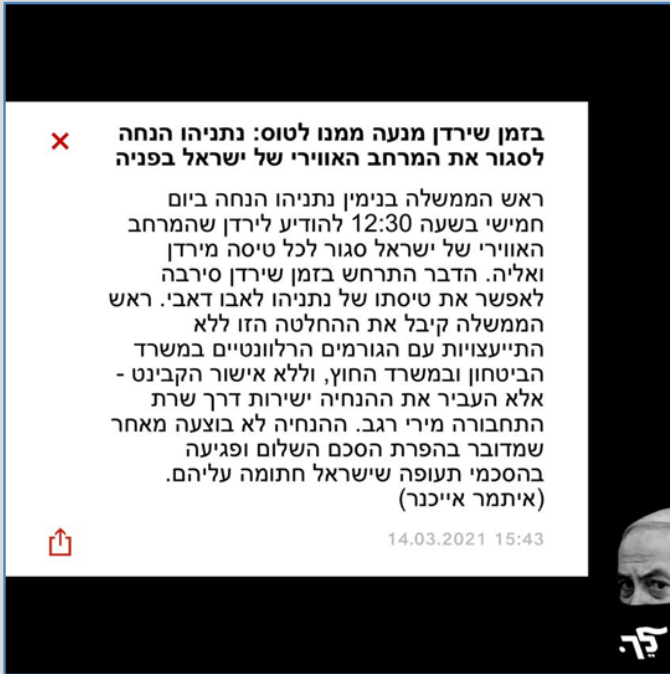 בזמן שירדן מנעה ממנו לטוס: נתניהו הנחה
לסגור את המרחב האווירי של ישראל בפניה
ראש הממשלה בנימין נתניהו הנחה ביום
חמישי בשעה 12:30 להודיע לירדן שהמרחב
האווירי של ישראל סגור לכל טיסה מירדן
ואליה. הדבר התרחש בזמן שירדן סירבה
לאפשר את טיסתו של נתניהו לאבו דאבי. ראש
הממשלה קיבל את ההחלטה הזו ללא
התייעצויות עם הגורמים הרלוונטיים במשרד
הביטחון ובמשרד החוץ, וללא אישור הקבינט -
אלא העביר את ההנחיה ישירות דרך שרת
התחבורה מירי רגב. ההנחיה לא בוצעה מאחר
שמדובר בהפרת הסכם השלום ופגיעה
בהסכמי תעופה שישראל חתומה עליהם.
(איתמר אייכנר)
14.03.2021 15:43
לֵךְ.